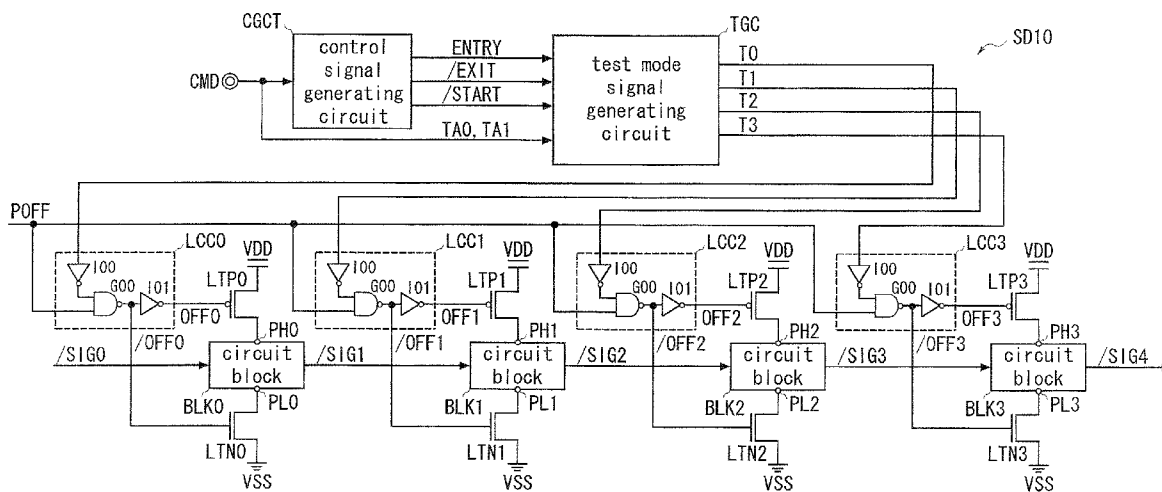 CGCT
TGC
SD10
CMD
control
signal
generating
circuit
ENTRY
/EXIT
/START
TA0, TA1
test mode
signal
generating
circuit
T0
T1
T2
T3
POFF
LCC0
VDD
I00
G00
I01
LTP0
OFF0
/OFF0
PH0
/SIG0
circuit
block
BLK0
PL0
LTN0
VSS
LCC1
VDD
I00
G00
I01
LTP1
OFF1
/OFF1
PH1
/SIG1
circuit
block
BLK1
PL1
LTN1
VSS
LCC2
VDD
I00
G00
I01
LTP2
OFF2
/OFF2
PH2
/SIG2
circuit
block
BLK2
PL2
LTN2
VSS
LCC3
VDD
I00
G00
I01
LTP3
OFF3
/OFF3
PH3
/SIG3
circuit
block
BLK3
PL3
LTN3
VSS
/SIG4